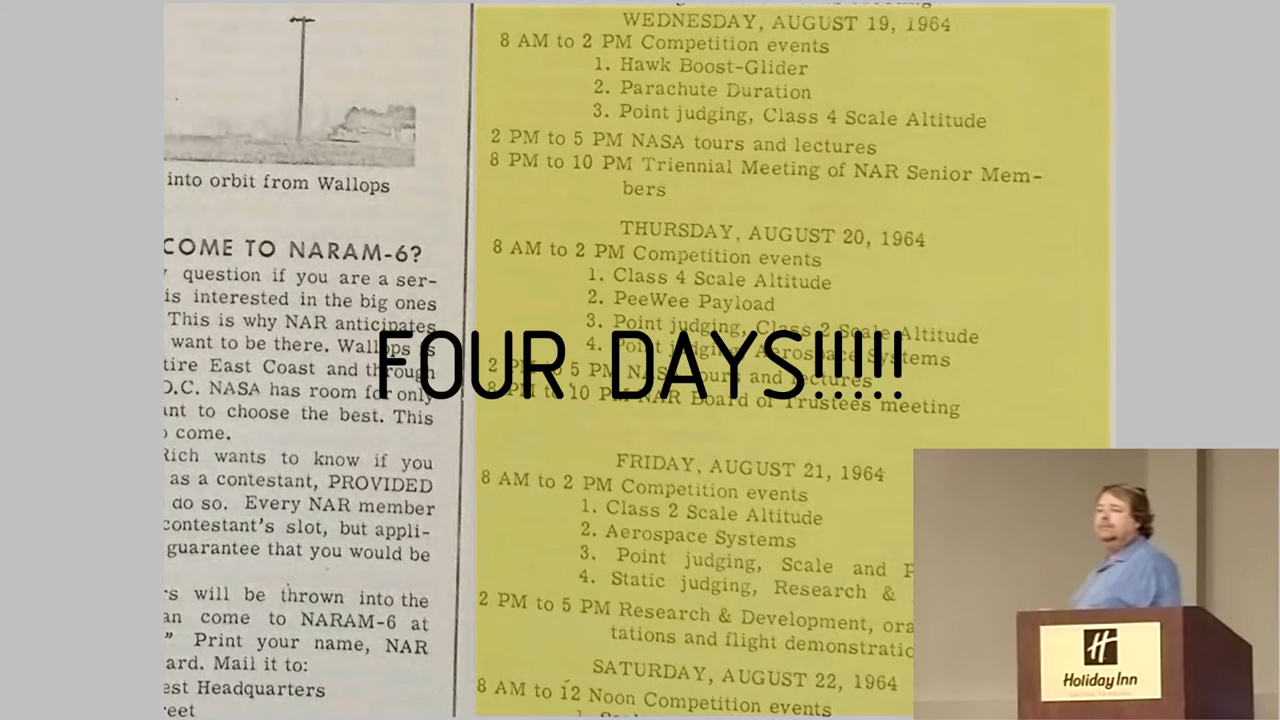 into orbit from Wallops
COME TO NARAM-6?
question if you are a ser-
is interested in the big ones
This is why NAR anticipates
want to be there. Wallops is
tire East Coast and through
D.C. NASA has room for only
ant to choose the best. This
come.
Rich wants to know if you
as a contestant, PROVIDED
do so. Every NAR member
contestant's slot, but appli-
guarantee that you would be
rs will be thrown into the
an come to NARAM-6 at
" Print your name, NAR
ard. Mail it to:
est Headquarters
reet
WEDNESDAY, AUGUST 19, 1964
8 AM to 2 PM Competition events
1. Hawk Boost-Glider
2. Parachute Duration
3. Point judging, Class 4 Scale Altitude
2 PM to 5 PM NASA tours and lectures
8 PM to 10 PM Triennial Meeting of NAR Senior Mem-
bers
THURSDAY, AUGUST 20, 1964
8 AM to 2 PM Competition events
1. Class 4 Scale Altitude
2. PeeWee Payload
3. Point judging, Class 2 Scale Altitude
4. Point judging, Aerospace Systems
2 PM to 5 PM NASA tours and lectures
8 PM to 10 PM NAR Board of Trustees meeting
FRIDAY, AUGUST 21, 1964
8 AM to 2 PM Competition events
1. Class 2 Scale Altitude
2. Aerospace Systems
3. Point judging, Scale and P
4. Static judging, Research &
2 PM to 5 PM Research & Development, ora
tations and flight demonstratio
SATURDAY, AUGUST 22, 1964
8 AM to 12 Noon Competition events
FOUR DAYS!!!!!
H
Holiday Inn